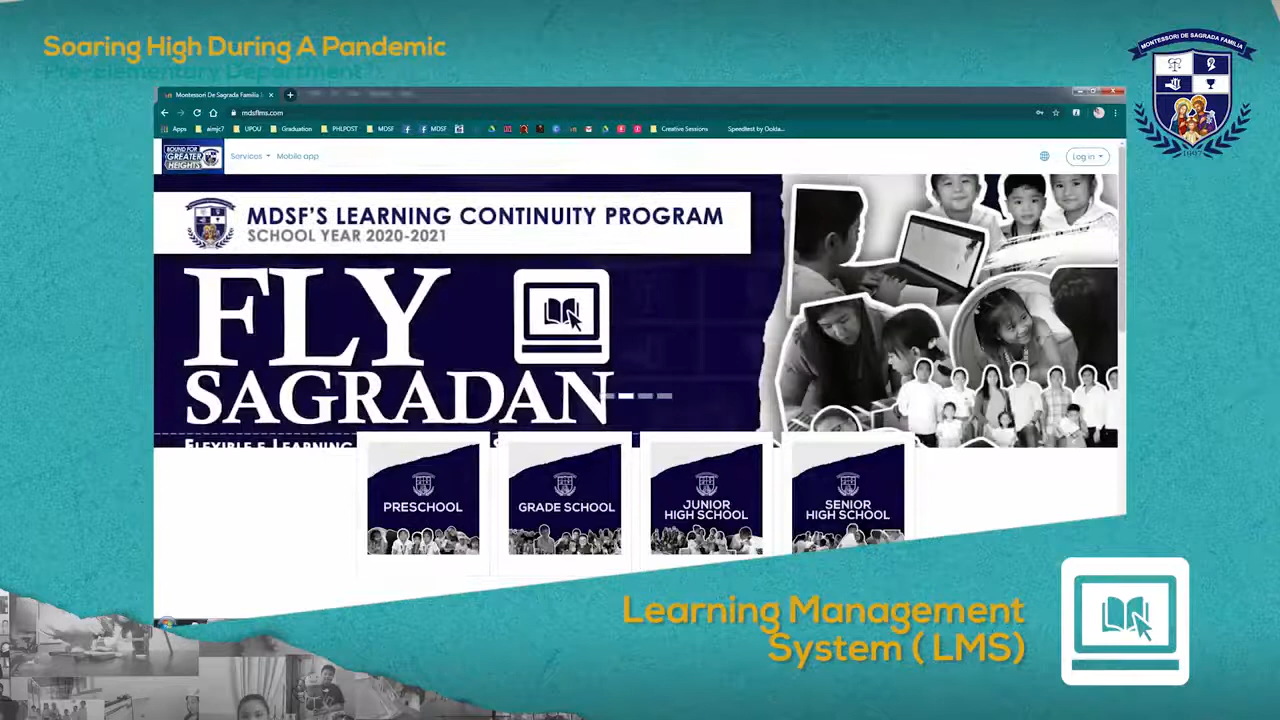 Soaring High During A Pandemic
Pre-Elementary Department
MONTESSORI DE SAGRADA FAMILIA
1997
Montessori De Sagrada Familia
mdsflms.com
Apps
aimjc7
UPOU
Graduation
PHLPOST
MDSF
MDSF
Creative Sessions
Speedtest by Ookla...
BOUND FOR
GREATER
HEIGHTS
Services
Mobile app
Log in
MDSF'S LEARNING CONTINUITY PROGRAM
SCHOOL YEAR 2020-2021
FLY
SAGRADAN
FLEXIBLE E-LEARNING
PRESCHOOL
GRADE SCHOOL
JUNIOR
HIGH SCHOOL
SENIOR
HIGH SCHOOL
Learning Management
System ( LMS)